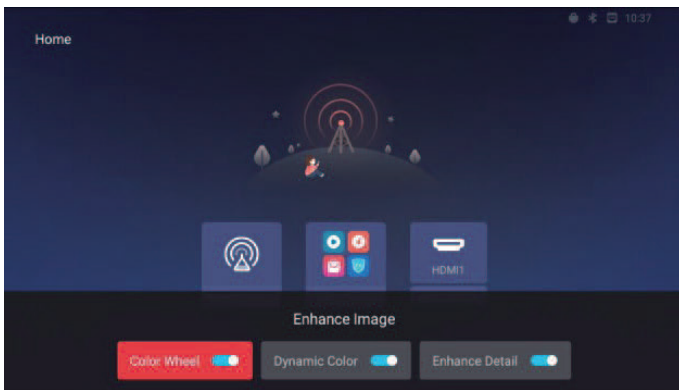 10:37
Home
HDMI1
Enhance Image
Color Wheel
Dynamic Color
Enhance Detail